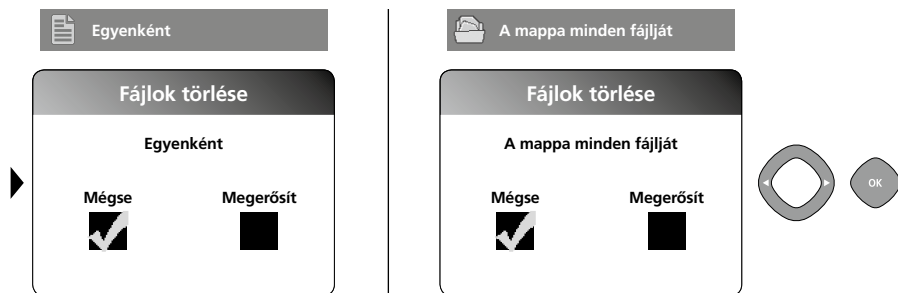 Egyenként
Fájlok törlése
Egyenként
Mégse Megerősít
A mappa minden fájlját
Fájlok törlése
A mappa minden fájlját
Mégse Megerősít
OK